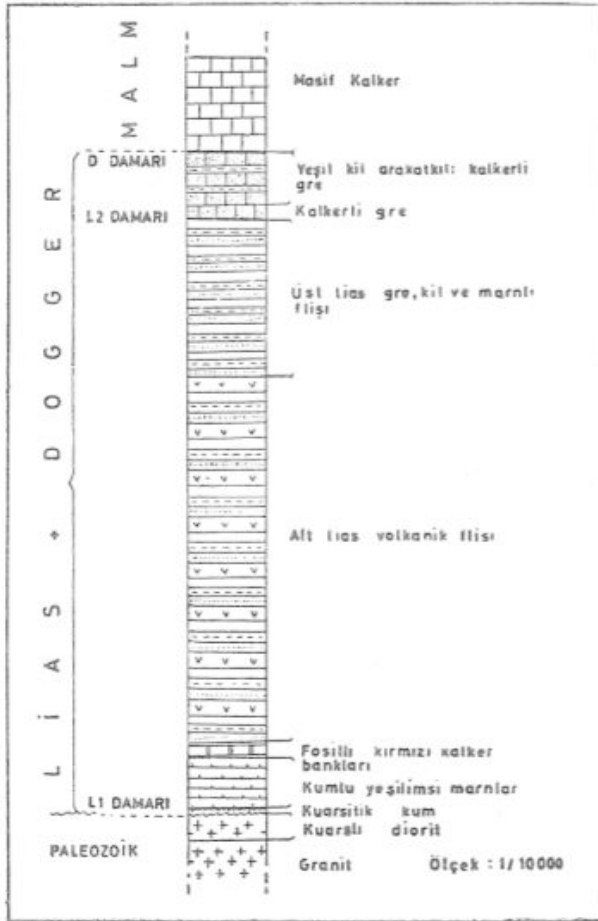 MALM
Masif Kalker
D DAMARI
Yeşil kil arakatkılı kalkerli
gre
L2 DAMARI
Kalkerli gre
LİAS + DOGGER
Üst lias gre, kil ve marnlı
flişi
Alt lias volkanik flişi
Fosilli kırmızı kalker
bankları
Kumlu yeşilimsi marnlar
L1 DAMARI
Kuarsitik kum
Kuarslı diorit
PALEOZOİK
Granit
Ölçek : 1/10000